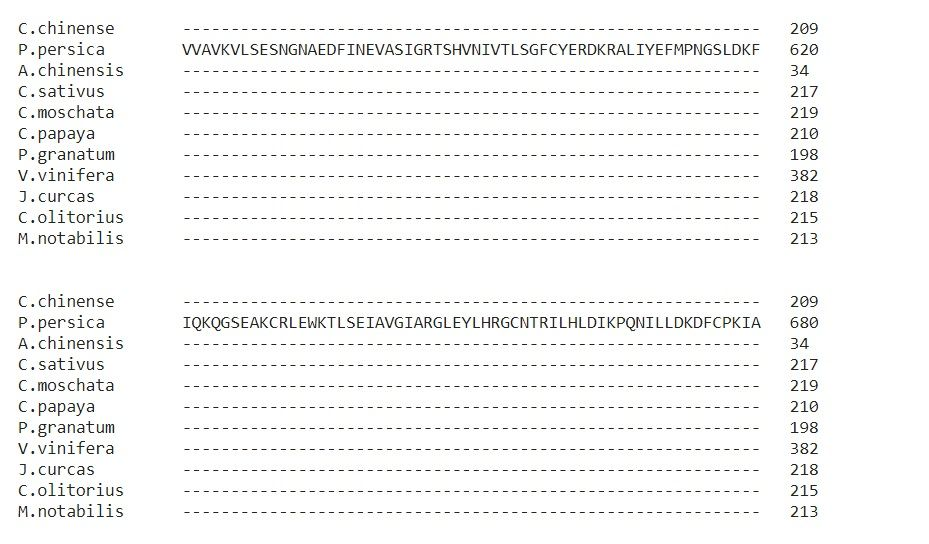 C.chinense ------------------------------------------------------------ 209
P.persica VVAVKVLSESNGNAEDFINEVASIGRTSHVNIVTLSGFCYERDKRALIYEFMPNGSLDKF 620
A.chinensis ------------------------------------------------------------ 34
C.sativus ------------------------------------------------------------ 217
C.moschata ------------------------------------------------------------ 219
C.papaya ------------------------------------------------------------ 210
P.granatum ------------------------------------------------------------ 198
V.vinifera ------------------------------------------------------------ 382
J.curcas ------------------------------------------------------------ 218
C.olitorius ------------------------------------------------------------ 215
M.notabilis ------------------------------------------------------------ 213
C.chinense ------------------------------------------------------------ 209
P.persica IQKQGSEAKCRLEWKTLSEIAVGIARGLEYLHRGCNTRILHLDIKPQNILLDKDFCPKIA 680
A.chinensis ------------------------------------------------------------ 34
C.sativus ------------------------------------------------------------ 217
C.moschata ------------------------------------------------------------ 219
C.papaya ------------------------------------------------------------ 210
P.granatum ------------------------------------------------------------ 198
V.vinifera ------------------------------------------------------------ 382
J.curcas ------------------------------------------------------------ 218
C.olitorius ------------------------------------------------------------ 215
M.notabilis ------------------------------------------------------------ 213